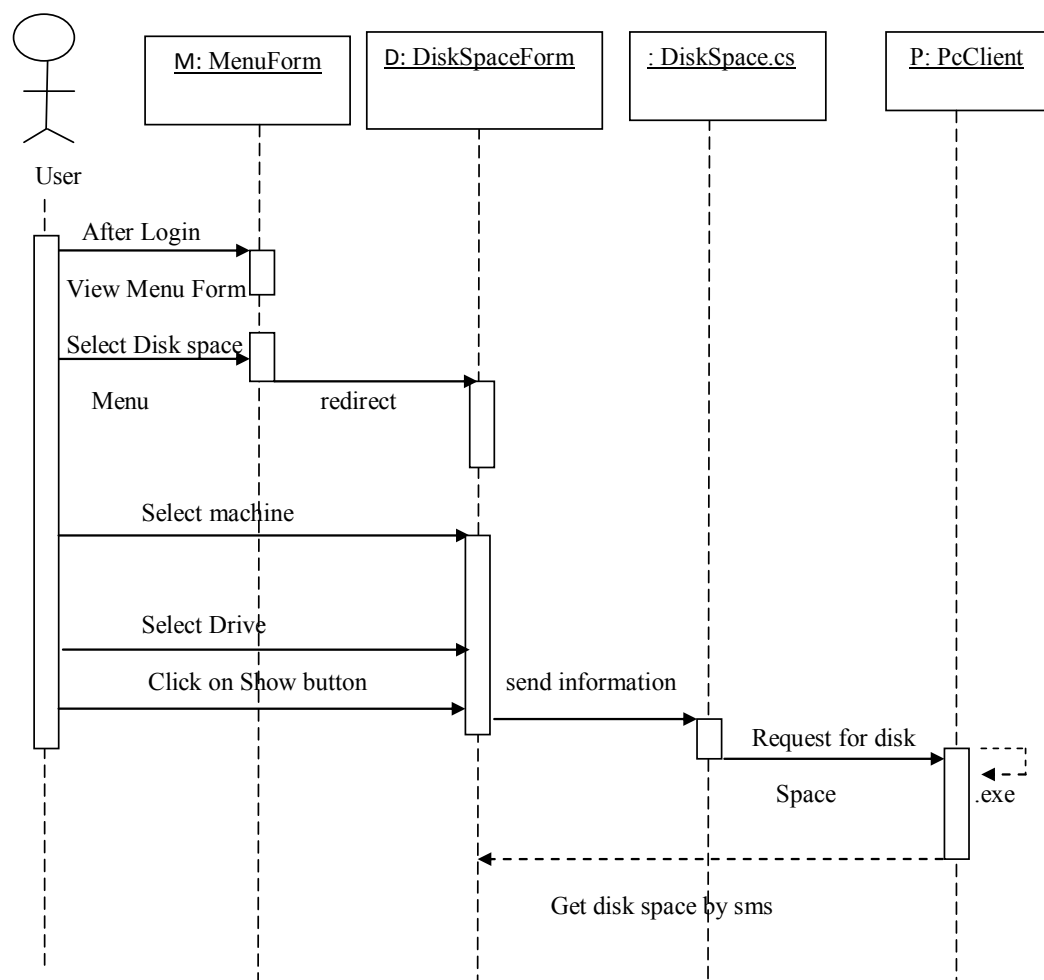 M: MenuForm
D: DiskSpaceForm
: DiskSpace.cs
P: PcClient
User
After Login
View Menu Form
Select Disk space
Menu
redirect
Select machine
Select Drive
Click on Show button
send information
Request for disk
Space
.exe
Get disk space by sms